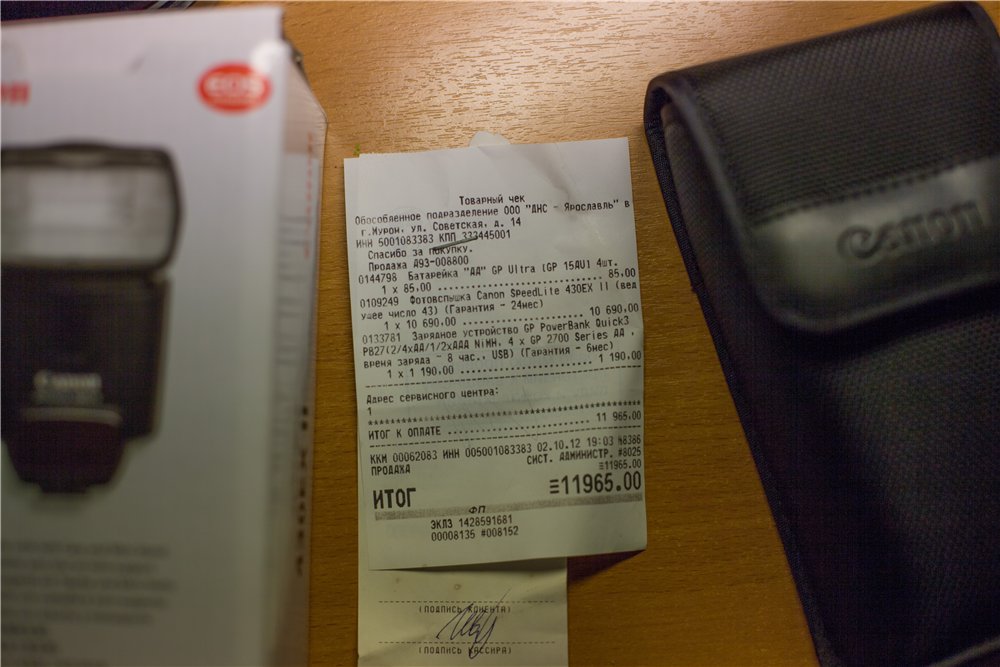 EOS
Canon
Canon
Товарный чек
Обособленное подразделение ООО "ДНС - Ярославль" в
г.Муром, ул. Советская, д. 14
ИНН 5001083383 КПП 333445001
Спасибо за покупку.
Продажа А93-008800
0144798 Батарейка "АА" GP Ultra [GP 15AU] 4шт.
1 x 85,00 ........................... 85,00
0109249 Фотовспышка Canon SpeedLite 430EX II (вед
ущее число 43) (Гарантия - 24мес)
1 x 10 690,00 .................... 10 690,00
0133781 Зарядное устройство GP PowerBank Quick3
PB27(2/4xAA/1/2xAAA NiMH, 4 x GP 2700 Series AA ,
время заряда ~ 8 час., USB) (Гарантия - 6мес)
1 x 1 190,00 ...................... 1 190,00
Адрес сервисного центра:
1
ИТОГ К ОПЛАТЕ ....................... 11 965,00
ККМ 00062083 ИНН 005001083383 02.10.12 19:03 №8386
ПРОДАЖА СИСТ. АДМИНИСТР. #8025
≡11965.00
ИТОГ ≡11965.00
ФП
ЭКЛЗ 1428591681
00008135 #008152
(ПОДПИСЬ КЛИЕНТА)
(ПОДПИСЬ КАССИРА)